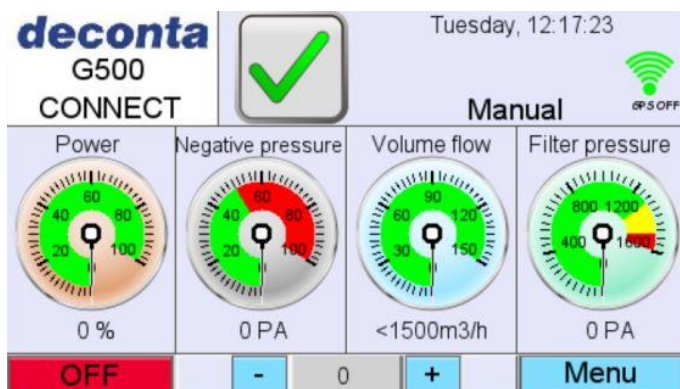 deconta
G500
CONNECT
Tuesday, 12:17:23
Manual
GPS OFF
Power
20 40 60 80 100
0 %
Negative pressure
20 40 60 80 100
0 PA
Volume flow
30 60 90 120 150
<1500m3/h
Filter pressure
400 800 1200 1600
0 PA
OFF
-
0
+
Menu